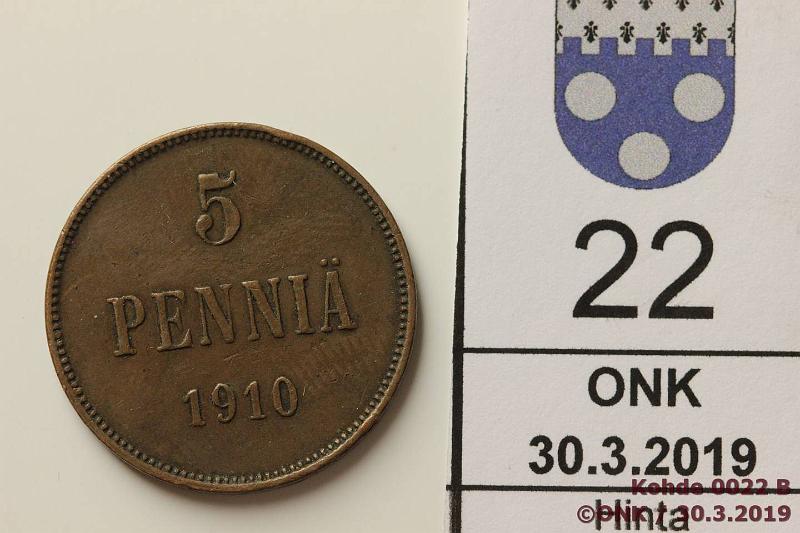 5
PENNIÄ
1910
22
ONK
30.3.2019
Hinta
Kohde 0022 B
©ONK / 30.3.2019